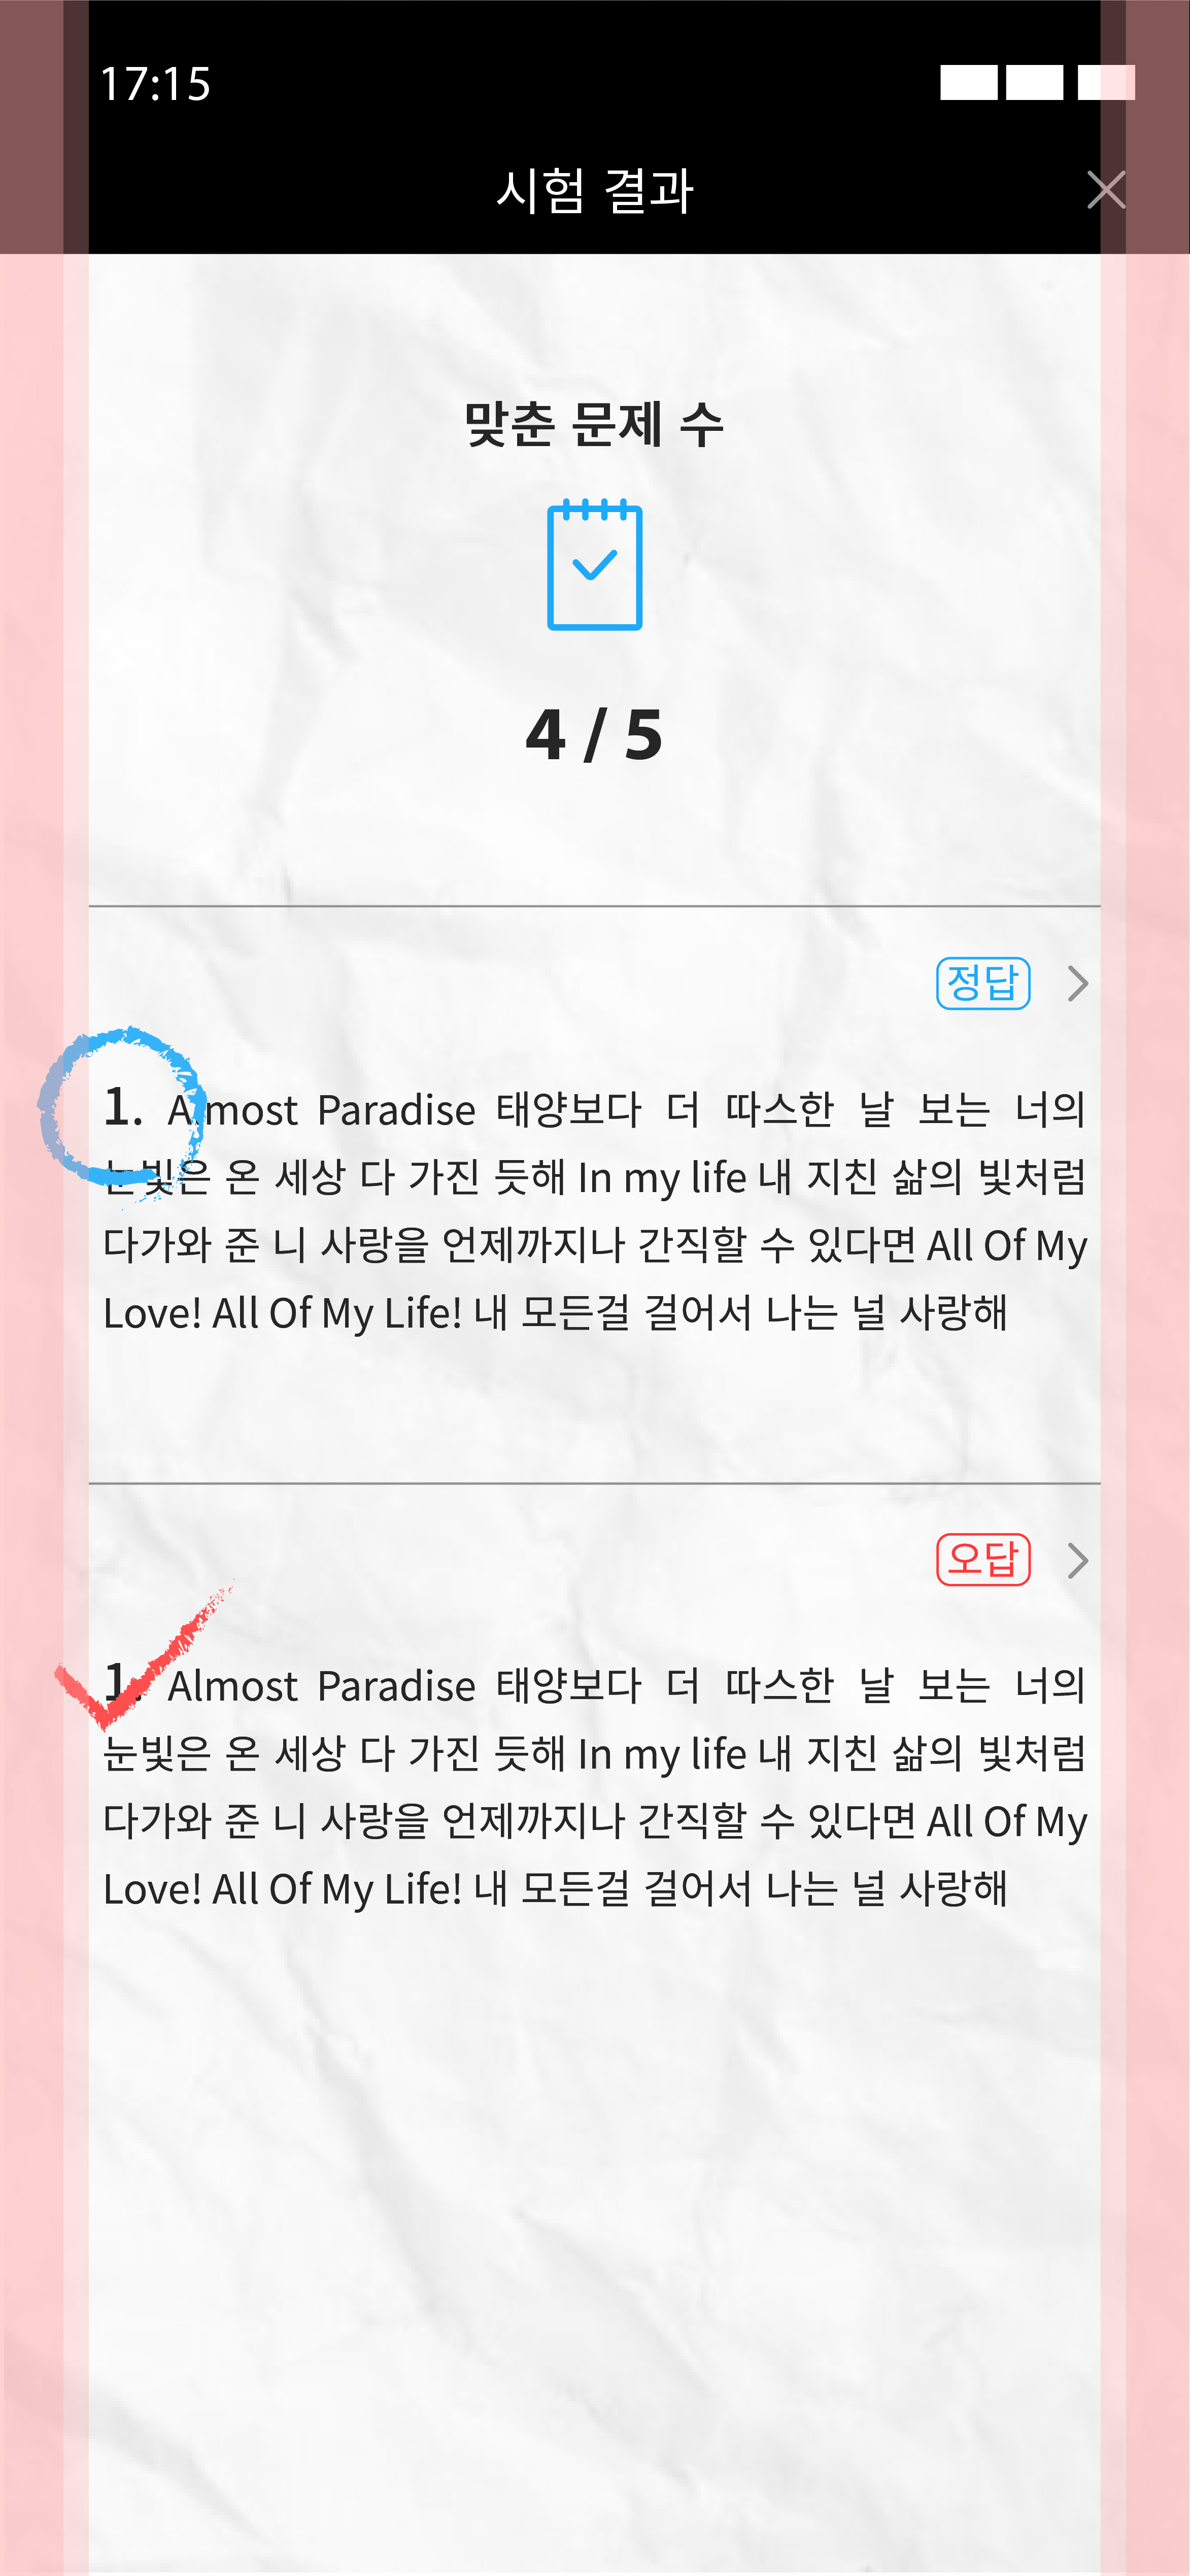 17:15
시험 결과
맞춘 문제 수
4 / 5
정답
1. Almost Paradise 태양보다 더 따스한 날 보는 너의
눈빛은 온 세상 다 가진 듯해 In my life 내 지친 삶의 빛처럼
다가와 준 니 사랑을 언제까지나 간직할 수 있다면 All Of My
Love! All Of My Life! 내 모든걸 걸어서 나는 널 사랑해
오답
1. Almost Paradise 태양보다 더 따스한 날 보는 너의
눈빛은 온 세상 다 가진 듯해 In my life 내 지친 삶의 빛처럼
다가와 준 니 사랑을 언제까지나 간직할 수 있다면 All Of My
Love! All Of My Life! 내 모든걸 걸어서 나는 널 사랑해